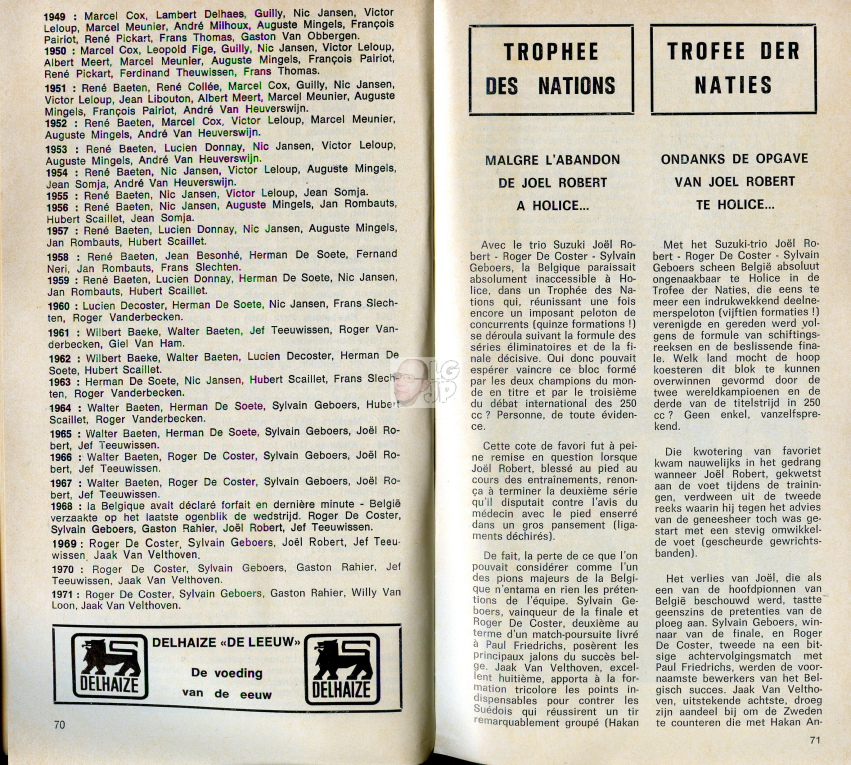 1949 : Marcel Cox, Lambert Delhaes, Guilly, Nic Jansen, Victor
Leloup, Marcel Meunier, André Milhoux, Auguste Mingels, François
Pairiot, René Pickart, Frans Thomas, Gaston Van Obbergen.
1950 : Marcel Cox, Leopold Fige, Guilly, Nic Jansen, Victor Leloup,
Albert Meert, Marcel Meunier, Auguste Mingels, François Pairiot,
René Pickart, Ferdinand Theuwissen, Frans Thomas.
1951 : René Baeten, René Collée, Marcel Cox, Guilly, Nic Jansen,
Victor Leloup, Jean Libouton, Albert Meert, Marcel Meunier, Auguste
Mingels, François Pairiot, André Van Heuverswijn.
1952 : René Baeten, Marcel Cox, Victor Leloup, Marcel Meunier,
Auguste Mingels, André Van Heuverswijn.
1953 : René Baeten, Lucien Donnay, Nic Jansen, Victor Leloup,
Auguste Mingels, André Van Heuverswijn.
1954 : René Baeten, Nic Jansen, Victor Leloup, Auguste Mingels,
Jean Somja, André Van Heuverswijn.
1955 : René Baeten, Nic Jansen, Victor Leloup, Jean Somja.
1956 : René Baeten, Nic Jansen, Auguste Mingels, Jan Rombauts,
Hubert Scaillet, Jean Somja.
1957 : René Baeten, Lucien Donnay, Nic Jansen, Auguste Mingels,
Jan Rombauts, Hubert Scaillet.
1958 : René Baeten, Jean Besonhé, Herman De Soete, Fernand
Neri, Jan Rombauts, Frans Slechten.
1959 : René Baeten, Lucien Donnay, Herman De Soete, Nic Jansen,
Jan Rombauts, Hubert Scaillet.
1960 : Lucien Decoster, Herman De Soete, Nic Jansen, Frans Slech-
ten, Roger Vanderbecken.
1961 : Wilbert Baeke, Walter Baeten, Jef Teeuwissen, Roger Van-
derbecken, Giel Van Ham.
1962 : Wilbert Baeke, Walter Baeten, Lucien Decoster, Herman De
Soete, Hubert Scaillet.
1963 : Herman De Soete, Nic Jansen, Hubert Scaillet, Frans Slech-
ten, Roger Vanderbecken.
1964 : Walter Baeten, Herman De Soete, Sylvain Geboers, Hubert
Scaillet, Roger Vanderbecken.
1965 : Walter Baeten, Herman De Soete, Sylvain Geboers, Joël Ro-
bert, Jef Teeuwissen.
1966 : Walter Baeten, Roger De Coster, Sylvain Geboers, Joël Ro-
bert, Jef Teeuwissen.
1967 : Walter Baeten, Roger De Coster, Sylvain Geboers, Joël Ro-
bert, Jef Teeuwissen.
1968 : la Belgique avait déclaré forfait en dernière minute - België
verzaakte op het laatste ogenblik de wedstrijd. Roger De Coster,
Sylvain Geboers, Gaston Rahier, Joël Robert, Jef Teeuwissen.
1969 : Roger De Coster, Sylvain Geboers, Joël Robert, Jef Teeu-
wissen, Jaak Van Velthoven.
1970 : Roger De Coster, Sylvain Geboers, Gaston Rahier, Jef
Teeuwissen, Jaak Van Velthoven.
1971 : Roger De Coster, Sylvain Geboers, Gaston Rahier, Willy Van
Loon, Jaak Van Velthoven.
DELHAIZE
DELHAIZE «DE LEEUW»
De voeding
van de eeuw
DELHAIZE
70
LG
JP
TROPHEE
DES NATIONS
MALGRE L'ABANDON
DE JOEL ROBERT
A HOLICE...
Avec le trio Suzuki Joël Ro-
bert - Roger De Coster - Sylvain
Geboers, la Belgique paraissait
absolument inaccessible à Ho-
lice, dans un Trophée des Na-
tions qui, réunissant une fois
encore un imposant peloton de
concurrents (quinze formations !)
se déroula suivant la formule des
séries éliminatoires et de la fi-
nale décisive. Qui donc pouvait
espérer vaincre ce bloc formé
par les deux champions du mon-
de en titre et par le troisième
du débat international des 250
cc ? Personne, de toute éviden-
ce.
Cette cote de favori fut à pei-
ne remise en question lorsque
Joël Robert, blessé au pied au
cours des entraînements, renon-
ça à terminer la deuxième série
qu'il disputait contre l'avis du
médecin avec le pied enserré
dans un gros pansement (liga-
ments déchirés).
De fait, la perte de ce que l'on
pouvait considérer comme l'un
des pions majeurs de la Belgi-
que n'entama en rien les préten-
tions de l'équipe. Sylvain Ge-
boers, vainqueur de la finale et
Roger De Coster, deuxième au
terme d'un match-poursuite livré
à Paul Friedrichs, posèrent les
principaux jalons du succès bel-
ge. Jaak Van Velthoven, excel-
lent huitième, apporta à la for-
mation tricolore les points in-
dispensables pour contrer les
Suédois qui réussirent un tir
remarquablement groupé (Hakan
TROFEE DER
NATIES
ONDANKS DE OPGAVE
VAN JOEL ROBERT
TE HOLICE...
Met het Suzuki-trio Joël Ro-
bert - Roger De Coster - Sylvain
Geboers scheen België absoluut
ongenaakbaar te Holice in de
Trofee der Naties, die eens te
meer een indrukwekkend deelne-
merspeloton (vijftien formaties !)
verenigde en gereden werd vol-
gens de formule van schiftings-
reeksen en de beslissende fina-
le. Welk land mocht de hoop
koesteren dit blok te kunnen
overwinnen gevormd door de
twee wereldkampioenen en de
derde van de titelstrijd in 250
cc ? Geen enkel, vanzelfspre-
kend.
Die kwotering van favoriet
kwam nauwelijks in het gedrang
wanneer Joël Robert, gekwetst
aan de voet tijdens de trainin-
gen, verdween uit de tweede
reeks waarin hij tegen het advies
van de geneesheer toch was ge-
start met een stevig omwikkel-
de voet (gescheurde gewrichts-
banden).
Het verlies van Joël, die als
een van de hoofdpionnen van
België beschouwd werd, tastte
geenszins de pretenties van de
ploeg aan. Sylvain Geboers, win-
naar van de finale, en Roger
De Coster, tweede na een bit-
sige achtervolgingsmatch met
Paul Friedrichs, werden de voor-
naamste bewerkers van het Bel-
gisch succes. Jaak Van Veltho-
ven, uitstekende achtste, droeg
zijn aandeel bij om de Zweden
te counteren die met Hakan An-
71